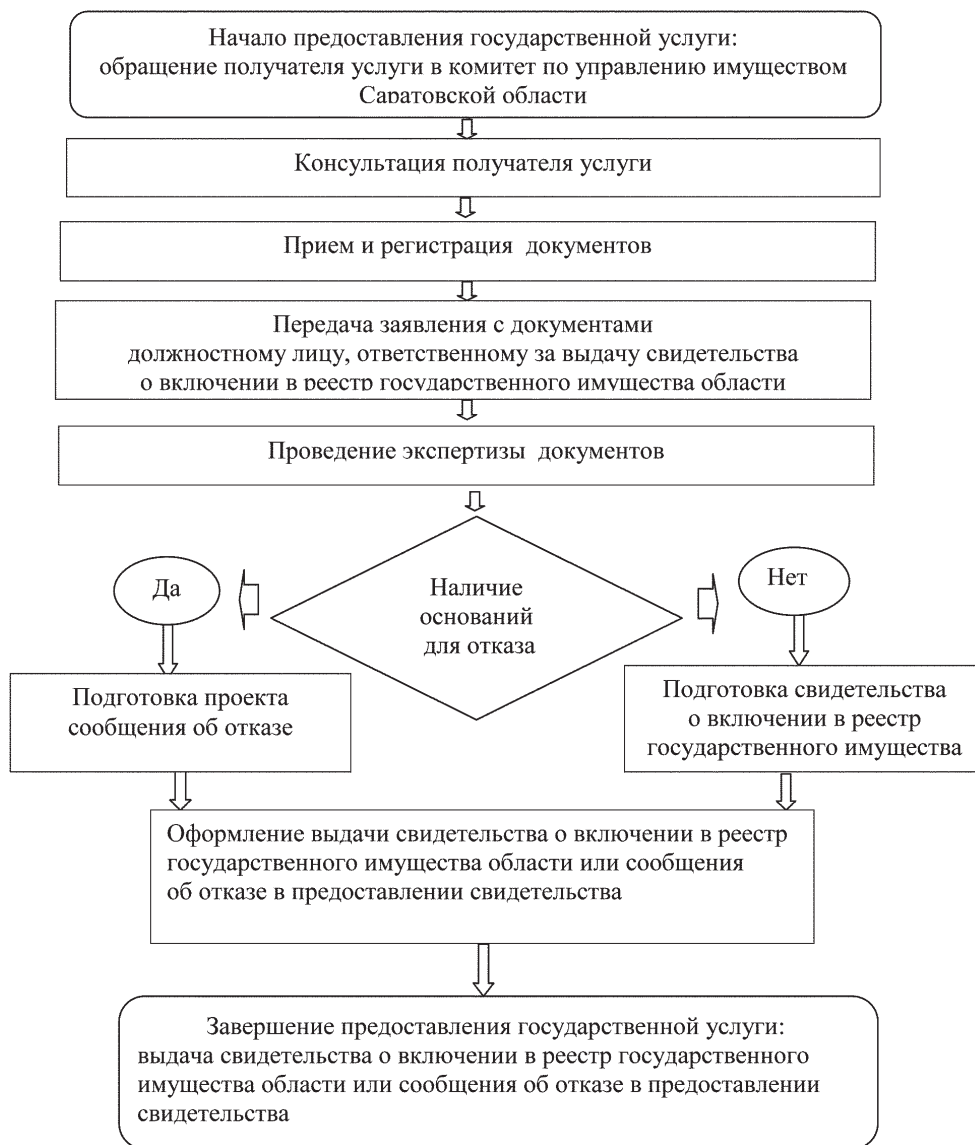 Начало предоставления государственной услуги:
обращение получателя услуги в комитет по управлению имуществом
Саратовской области
Консультация получателя услуги
Прием и регистрация документов
Передача заявления с документами
должностному лицу, ответственному за выдачу свидетельства
о включении в реестр государственного имущества области
Проведение экспертизы документов
Да
Наличие
оснований
для отказа
Нет
Подготовка проекта
сообщения об отказе
Подготовка свидетельства
о включении в реестр
государственного имущества
Оформление выдачи свидетельства о включении в реестр
государственного имущества области или сообщения
об отказе в предоставлении свидетельства
Завершение предоставления государственной услуги:
выдача свидетельства о включении в реестр государственного
имущества области или сообщения об отказе в предоставлении
свидетельства